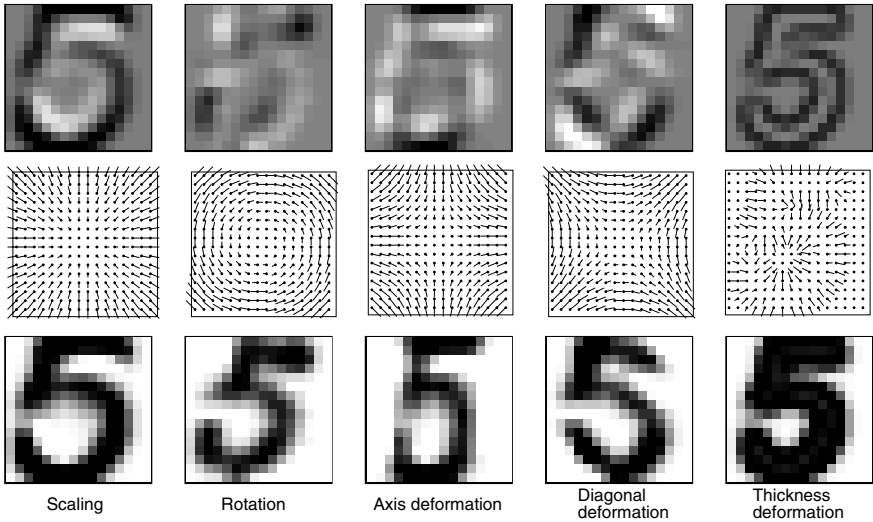 Scaling
Rotation
Axis deformation
Diagonal
deformation
Thickness
deformation